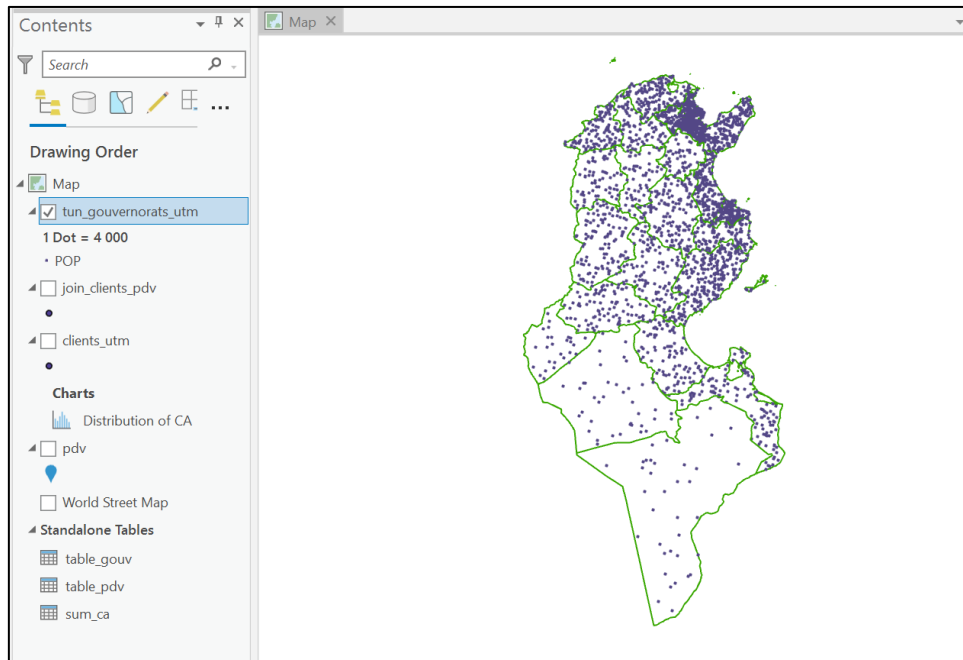 Contents
Map
Search
Drawing Order
Map
tun_gouvernorats_utm
1 Dot = 4 000
POP
join_clients_pdv
clients_utm
Charts
Distribution of CA
pdv
World Street Map
Standalone Tables
table_gouv
table_pdv
sum_ca